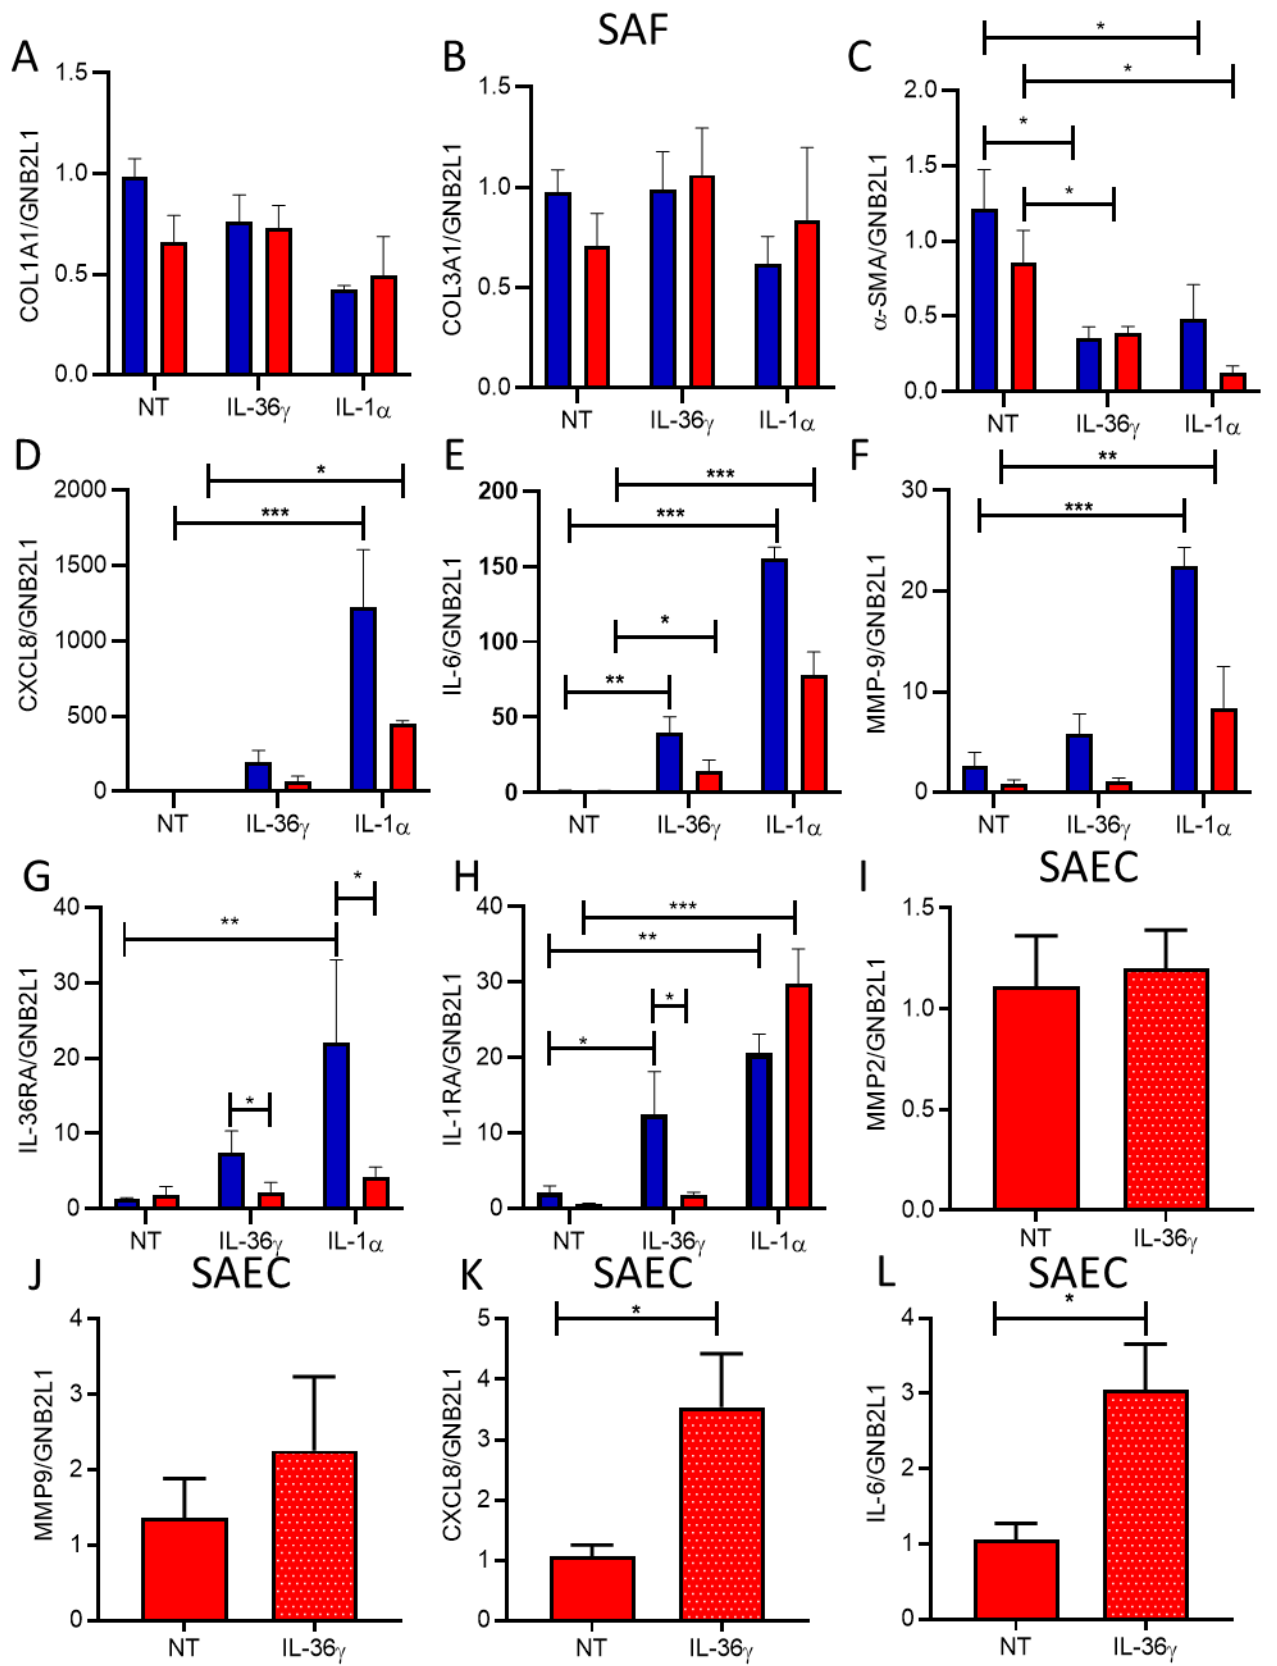 SAF
A
COL1A1/GNB2L1
1.5
1.0
0.5
0.0
NT IL-36γ IL-1α
B
COL3A1/GNB2L1
1.5
1.0
0.5
0.0
NT IL-36γ IL-1α
C
α-SMA/GNB2L1
2.0
1.5
1.0
0.5
0.0
*
*
*
*
NT IL-36γ IL-1α
D
CXCL8/GNB2L1
2000
1500
1000
500
0
*
***
NT IL-36γ IL-1α
E
IL-6/GNB2L1
200
150
100
50
0
***
***
*
**
NT IL-36γ IL-1α
F
MMP-9/GNB2L1
30
20
10
0
**
***
NT IL-36γ IL-1α
G
IL-36RA/GNB2L1
40
30
20
10
0
*
**
*
NT IL-36γ IL-1α
H
IL-1RA/GNB2L1
40
30
20
10
0
***
**
*
*
NT IL-36γ IL-1α
I
SAEC
MMP2/GNB2L1
1.5
1.0
0.5
0.0
NT IL-36γ
J
SAEC
MMP9/GNB2L1
4
3
2
1
0
NT IL-36γ
K
SAEC
CXCL8/GNB2L1
5
4
3
2
1
0
*
NT IL-36γ
L
SAEC
IL-6/GNB2L1
4
3
2
1
0
*
NT IL-36γ